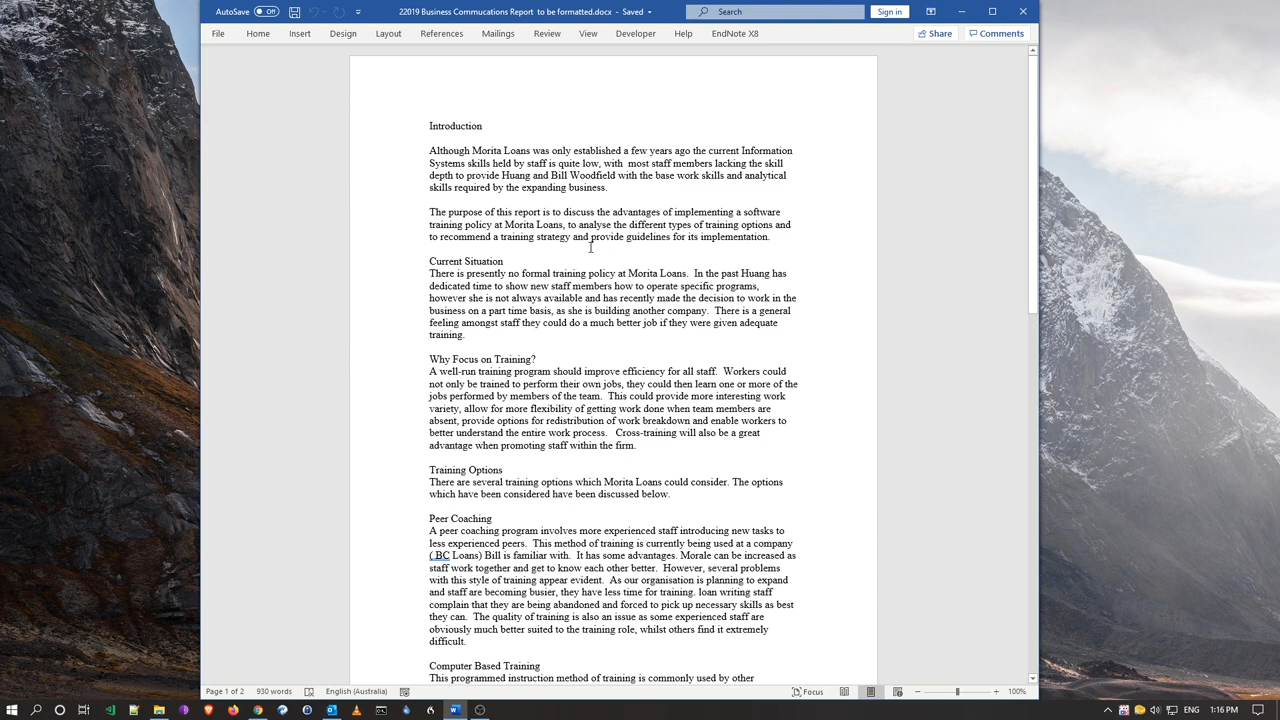 AutoSave Off 22019 Business Commucations Report  to be formatted.docx - Saved Search Sign in
File Home Insert Design Layout References Mailings Review View Developer Help EndNote X8 Share Comments
Introduction
Although Morita Loans was only established a few years ago the current Information
Systems skills held by staff is quite low, with  most staff members lacking the skill
depth to provide Huang and Bill Woodfield with the base work skills and analytical
skills required by the expanding business.
The purpose of this report is to discuss the advantages of implementing a software
training policy at Morita Loans, to analyse the different types of training options and
to recommend a training strategy and provide guidelines for its implementation.
Current Situation
There is presently no formal training policy at Morita Loans.  In the past Huang has
dedicated time to show new staff members how to operate specific programs,
however she is not always available and has recently made the decision to work in the
business on a part time basis, as she is building another company.  There is a general
feeling amongst staff they could do a much better job if they were given adequate
training.
Why Focus on Training?
A well-run training program should improve efficiency for all staff.  Workers could
not only be trained to perform their own jobs, they could then learn one or more of the
jobs performed by members of the team.  This could provide more interesting work
variety, allow for more flexibility of getting work done when team members are
absent, provide options for redistribution of work breakdown and enable workers to
better understand the entire work process.   Cross-training will also be a great
advantage when promoting staff within the firm.
Training Options
There are several training options which Morita Loans could consider. The options
which have been considered have been discussed below.
Peer Coaching
A peer coaching program involves more experienced staff introducing new tasks to
less experienced peers.  This method of training is currently being used at a company
( BC Loans) Bill is familiar with.  It has some advantages. Morale can be increased as
staff work together and get to know each other better.  However, several problems
with this style of training appear evident.  As our organisation is planning to expand
and staff are becoming busier, they have less time for training. loan writing staff
complain that they are being abandoned and forced to pick up necessary skills as best
they can.  The quality of training is also an issue as some experienced staff are
obviously much better suited to the training role, whilst others find it extremely
difficult.
Computer Based Training
This programmed instruction method of training is commonly used by other
Page 1 of 2 930 words English (Australia) Focus 100%
1:16 PM